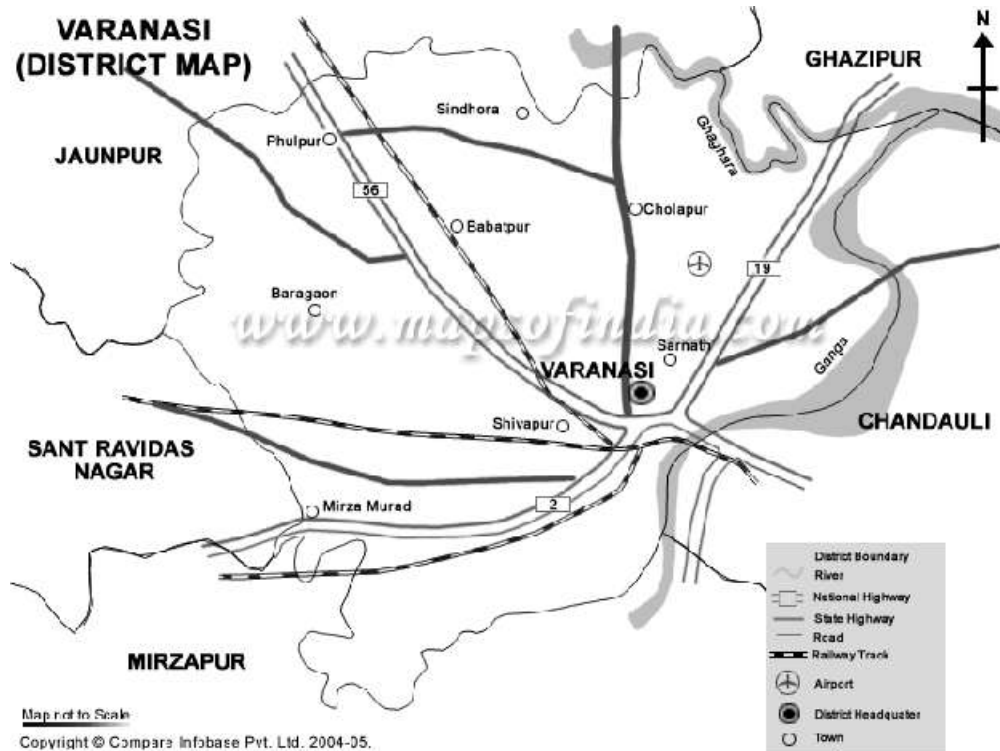 VARANASI
(DISTRICT MAP)
N
GHAZIPUR
Sindhora
Phulpur
Ghaghara
JAUNPUR
56
Cholapur
Babatpur
19
Baragaon
www.mapsofindia.com
Sarnath
VARANASI
Ganga
Shivapur
CHANDAULI
SANT RAVIDAS
NAGAR
2
Mirza Murad
MIRZAPUR
District Boundary
River
National Highway
State Highway
Road
Railway Track
Airport
District Headquater
Town
Map not to Scale
Copyright © Compare Infobase Pvt. Ltd. 2004-05.